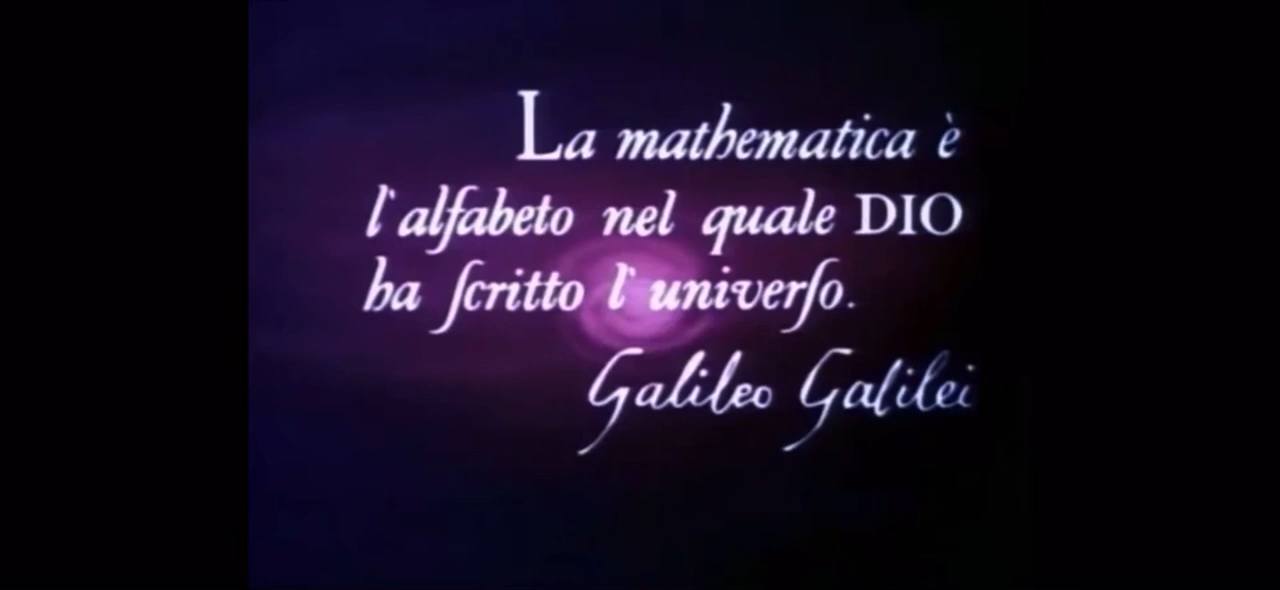 La mathematica è
l'alfabeto nel quale DIO
ha ſcritto l' univerſo.
Galileo Galilei